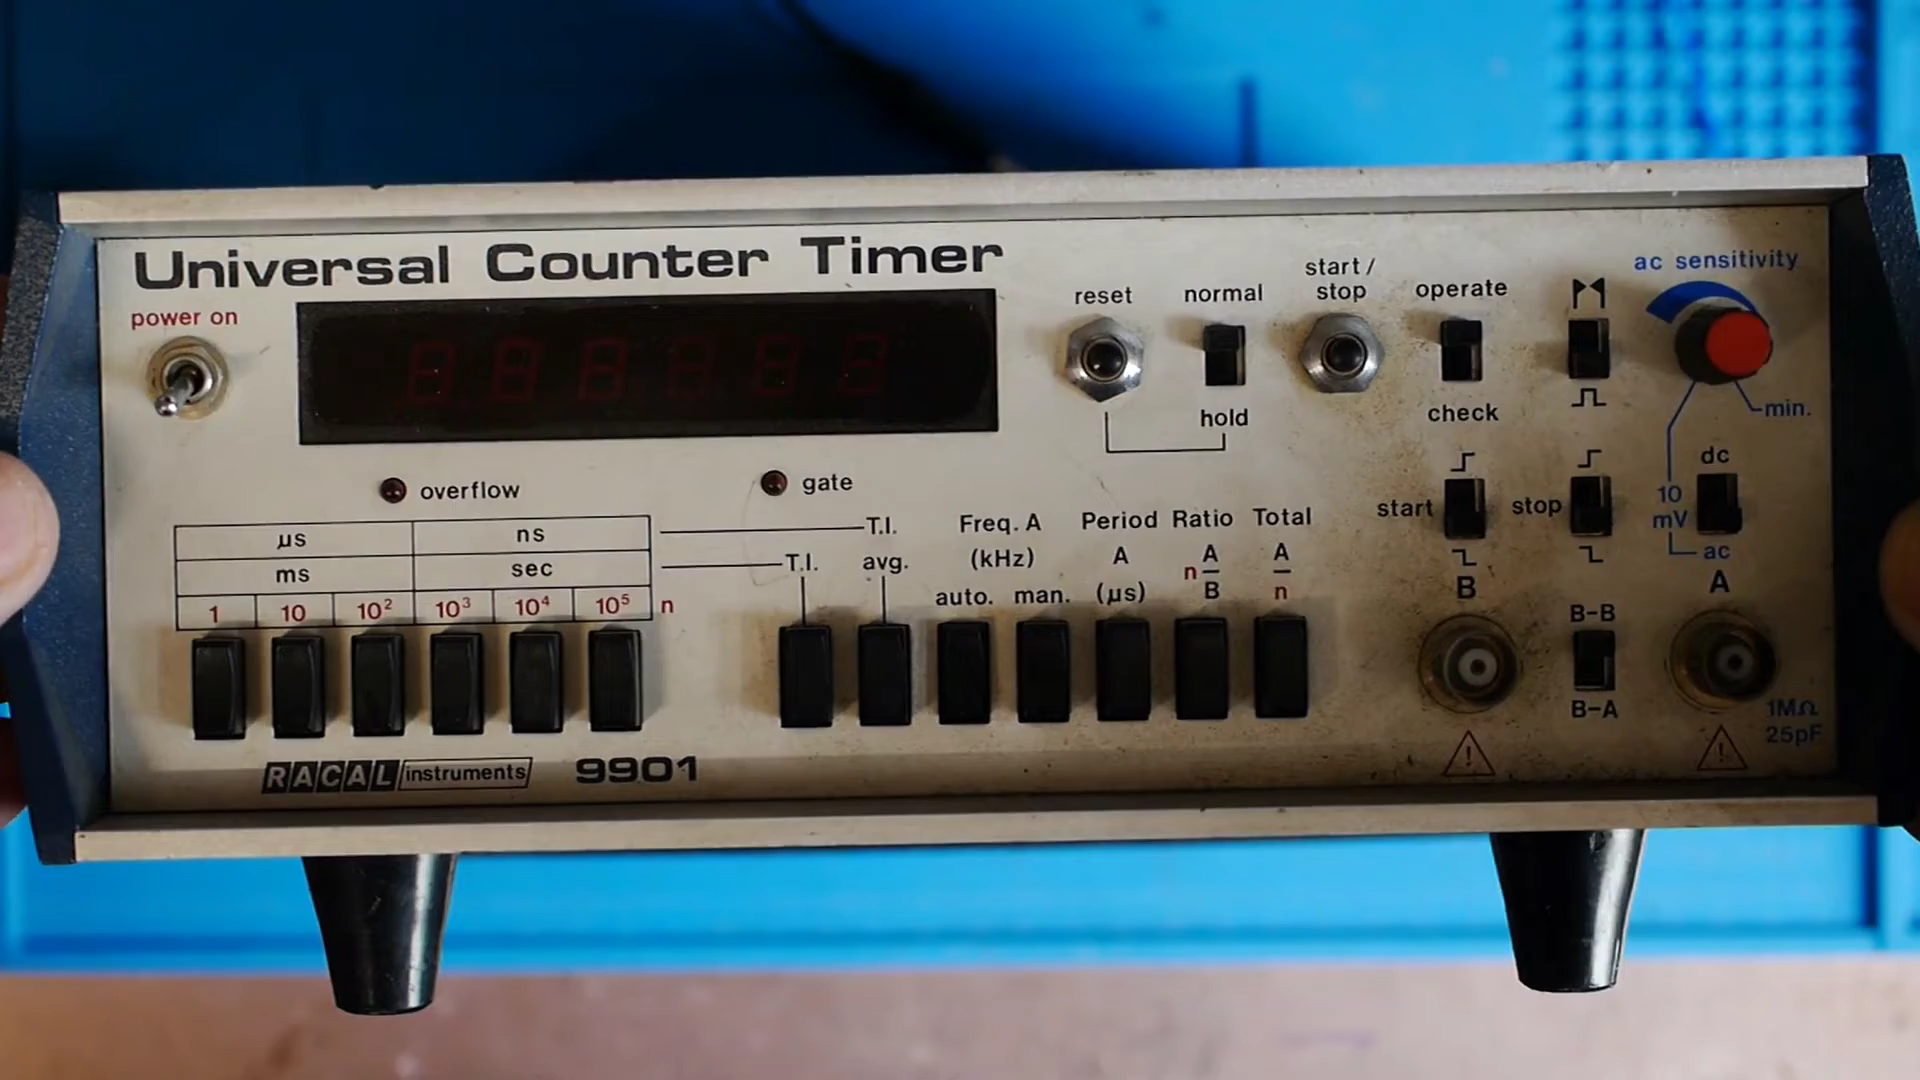 Universal Counter Timer
power on
reset
normal
hold
start/
stop
operate
check
ac sensitivity
min.
10
mV
dc
ac
overflow
gate
µs
ns
T.I.
ms
sec
T.I.
avg.
1
10
10²
10³
10⁴
10⁵
n
Freq. A
(kHz)
auto.
man.
Period
A
(µs)
Ratio
n A
B
Total
A
n
start
stop
B
A
B-B
B-A
1MΩ
25pF
RACAL instruments
9901